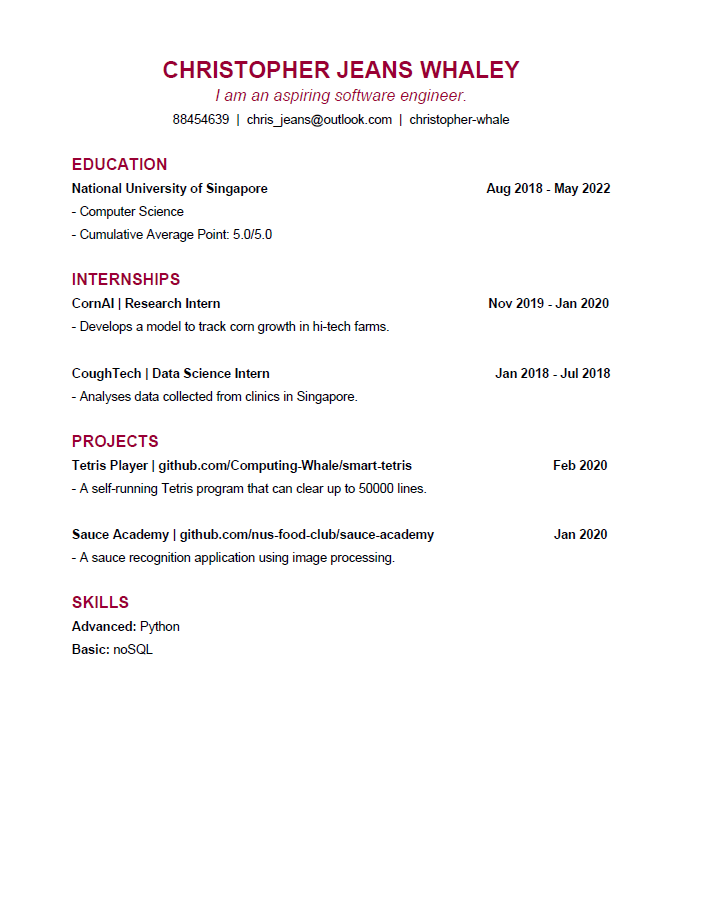 CHRISTOPHER JEANS WHALEY
I am an aspiring software engineer.
88454639 | chris_jeans@outlook.com | christopher-whale
EDUCATION
National University of Singapore Aug 2018 - May 2022
- Computer Science
- Cumulative Average Point: 5.0/5.0
INTERNSHIPS
CornAI | Research Intern Nov 2019 - Jan 2020
- Develops a model to track corn growth in hi-tech farms.
CoughTech | Data Science Intern Jan 2018 - Jul 2018
- Analyses data collected from clinics in Singapore.
PROJECTS
Tetris Player | github.com/Computing-Whale/smart-tetris Feb 2020
- A self-running Tetris program that can clear up to 50000 lines.
Sauce Academy | github.com/nus-food-club/sauce-academy Jan 2020
- A sauce recognition application using image processing.
SKILLS
Advanced: Python
Basic: noSQL